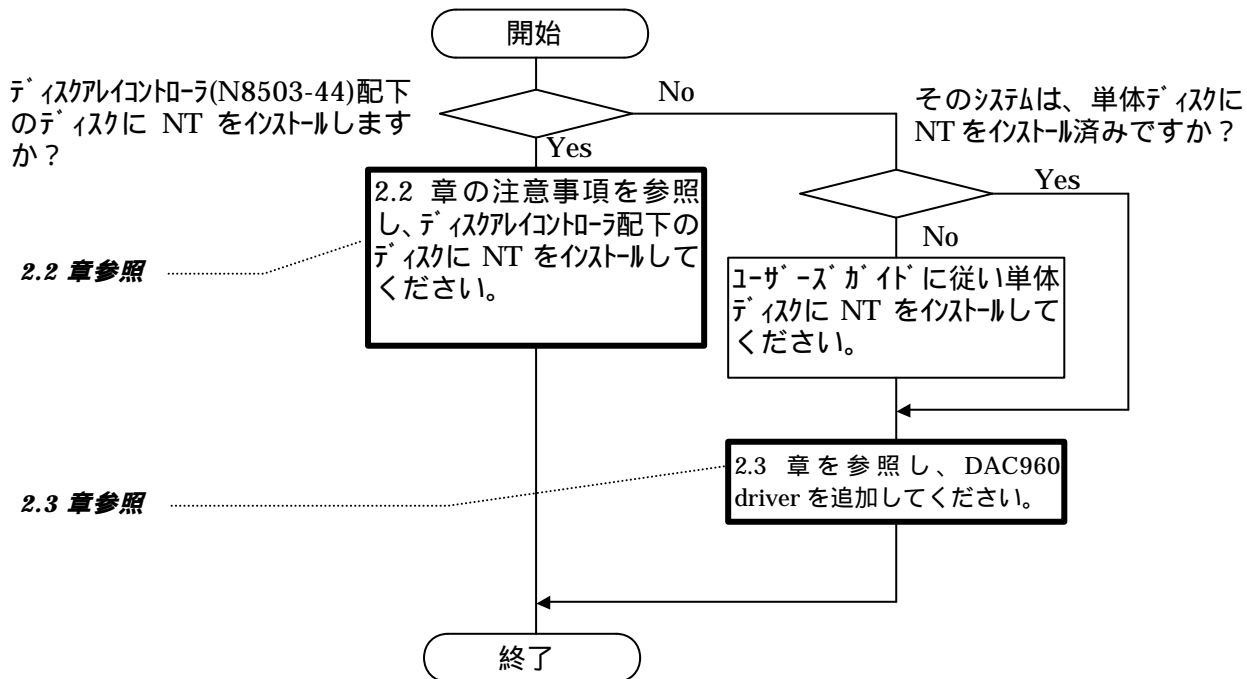 開始
ディスクアレイコントローラ(N8503-44)配下
のディスクに NT をインストールします
か？
No
そのシステムは、単体ディスクに
NT をインストール済みですか？
Yes
2.2 章の注意事項を参照
し、ディスクアレイコントローラ配下の
ディスクに NT をインストールして
ください。
2.2 章参照
Yes
No
ユーザーズガイドに従い単体
ディスクに NT をインストールして
ください。
2.3 章を参照し、DAC960
driver を追加してください。
2.3 章参照
終了